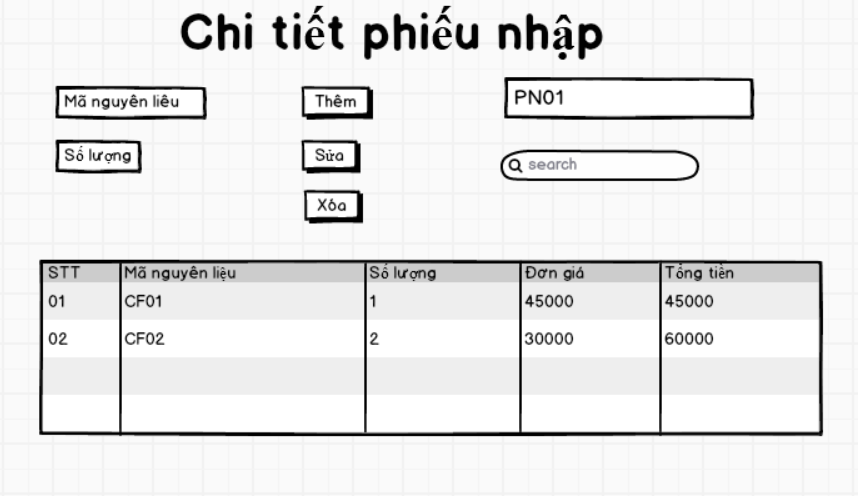 Chi tiết phiếu nhập
Mã nguyên liêu
Thêm
PN01
Số lượng
Sửa
search
Xóa
STT Mã nguyên liệu Số lượng Đơn giá Tổng tiền
01 CF01 1 45000 45000
02 CF02 2 30000 60000